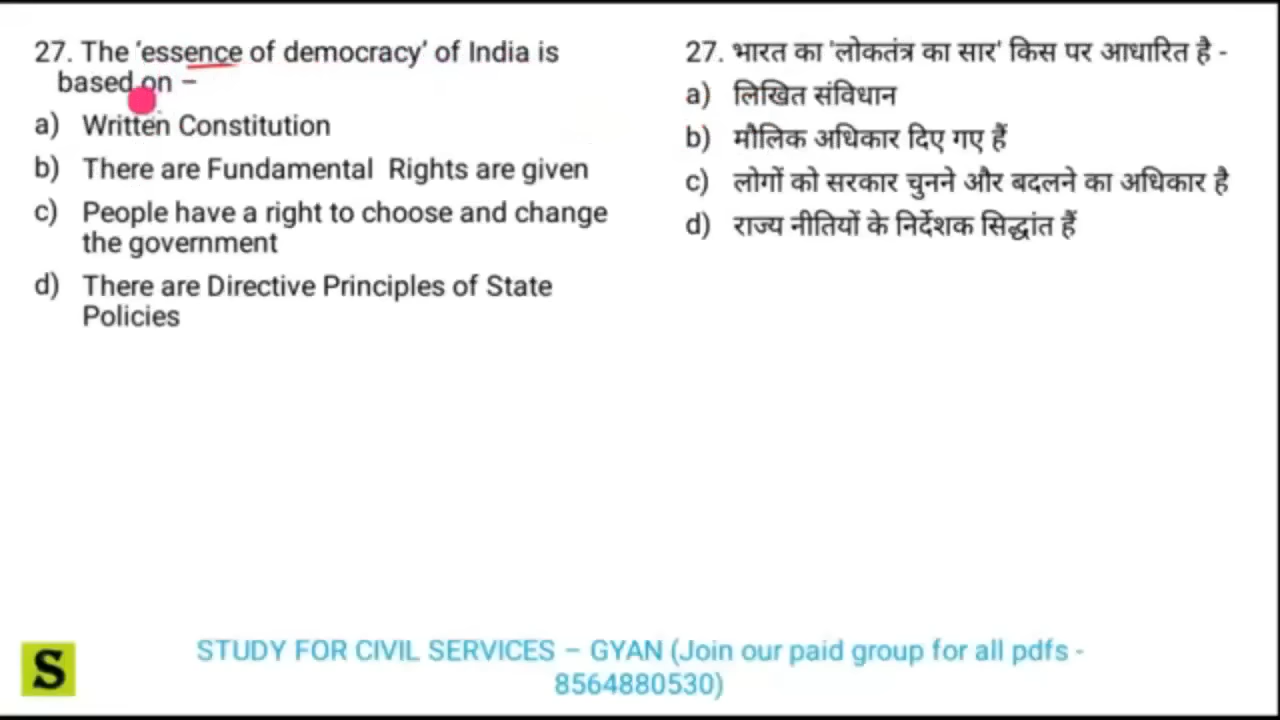 27. The 'essence of democracy' of India is
based on –
a) Written Constitution
b) There are Fundamental Rights are given
c) People have a right to choose and change
the government
d) There are Directive Principles of State
Policies
27. भारत का 'लोकतंत्र का सार' किस पर आधारित है -
a) लिखित संविधान
b) मौलिक अधिकार दिए गए हैं
c) लोगों को सरकार चुनने और बदलने का अधिकार है
d) राज्य नीतियों के निर्देशक सिद्धांत हैं
S
STUDY FOR CIVIL SERVICES – GYAN (Join our paid group for all pdfs -
8564880530)